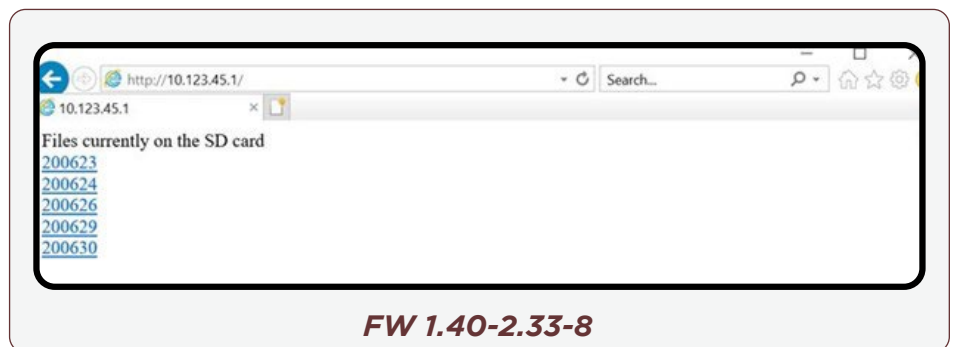 http://10.123.45.1/
Search...
10.123.45.1
Files currently on the SD card
200623
200624
200626
200629
200630
FW 1.40-2.33-8